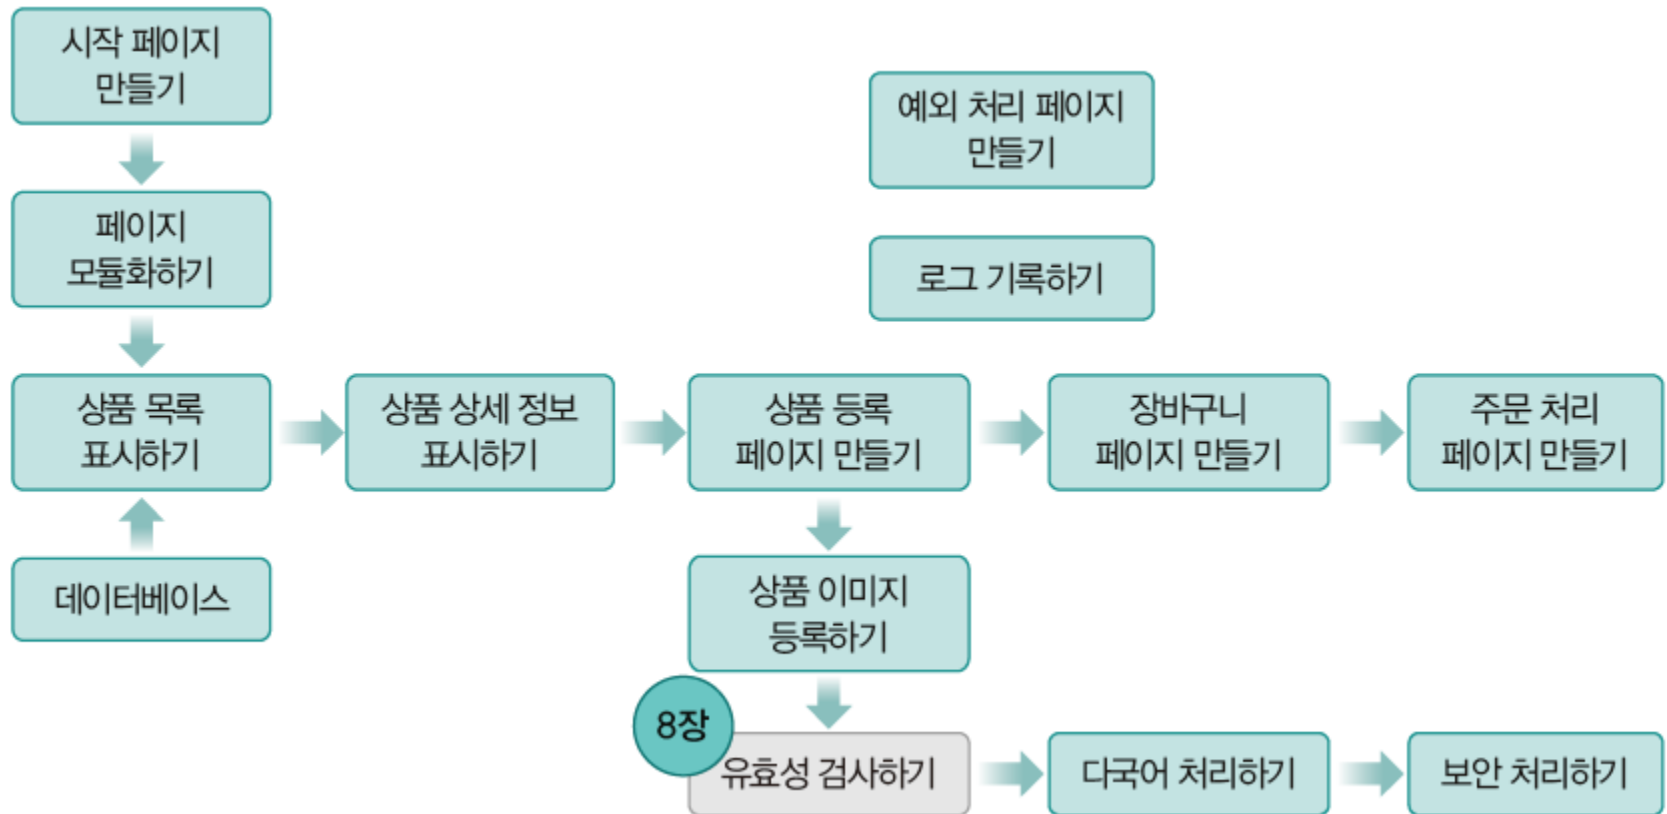 시작 페이지
만들기
예외 처리 페이지
만들기
페이지
모듈화하기
로그 기록하기
상품 목록
표시하기
상품 상세 정보
표시하기
상품 등록
페이지 만들기
장바구니
페이지 만들기
주문 처리
페이지 만들기
데이터베이스
상품 이미지
등록하기
8장
유효성 검사하기
다국어 처리하기
보안 처리하기